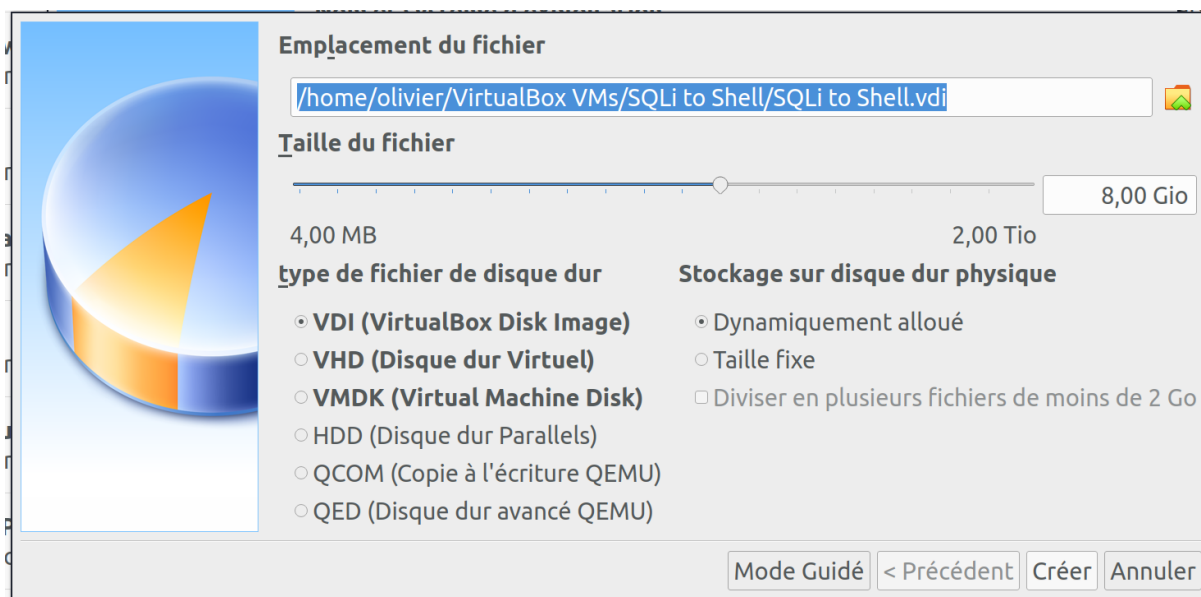 Emplacement du fichier
/home/olivier/VirtualBox VMs/SQLi to Shell/SQLi to Shell.vdi
Taille du fichier
8,00 Gio
4,00 MB 2,00 Tio
type de fichier de disque dur Stockage sur disque dur physique
VDI (VirtualBox Disk Image) Dynamiquement alloué
VHD (Disque dur Virtuel) Taille fixe
VMDK (Virtual Machine Disk) Diviser en plusieurs fichiers de moins de 2 Go
HDD (Disque dur Parallels)
QCOM (Copie à l'écriture QEMU)
QED (Disque dur avancé QEMU)
Mode Guidé < Précédent Créer Annuler